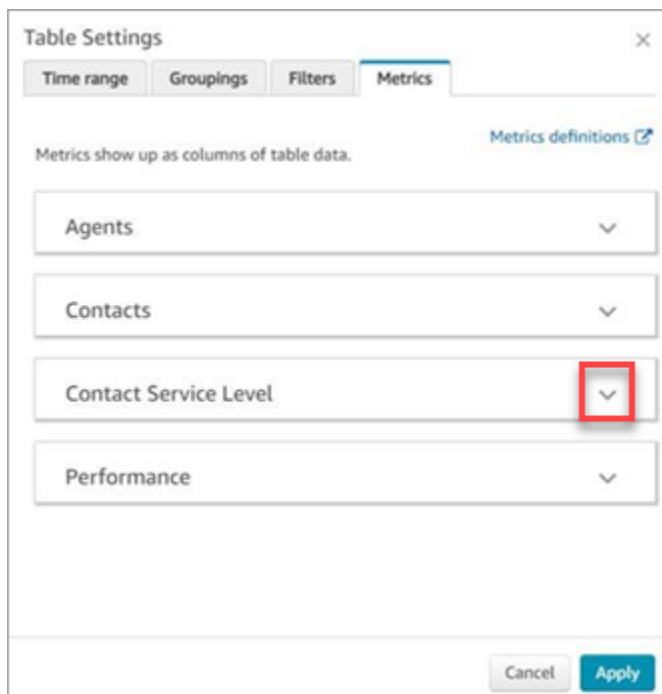 Table Settings
Time range Groupings Filters Metrics
Metrics definitions
Metrics show up as columns of table data.
Agents
Contacts
Contact Service Level
Performance
Cancel Apply